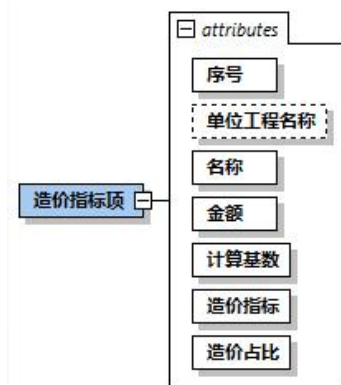 attributes
序号
单位工程名称
名称
造价指标顶
金额
计算基数
造价指标
造价占比